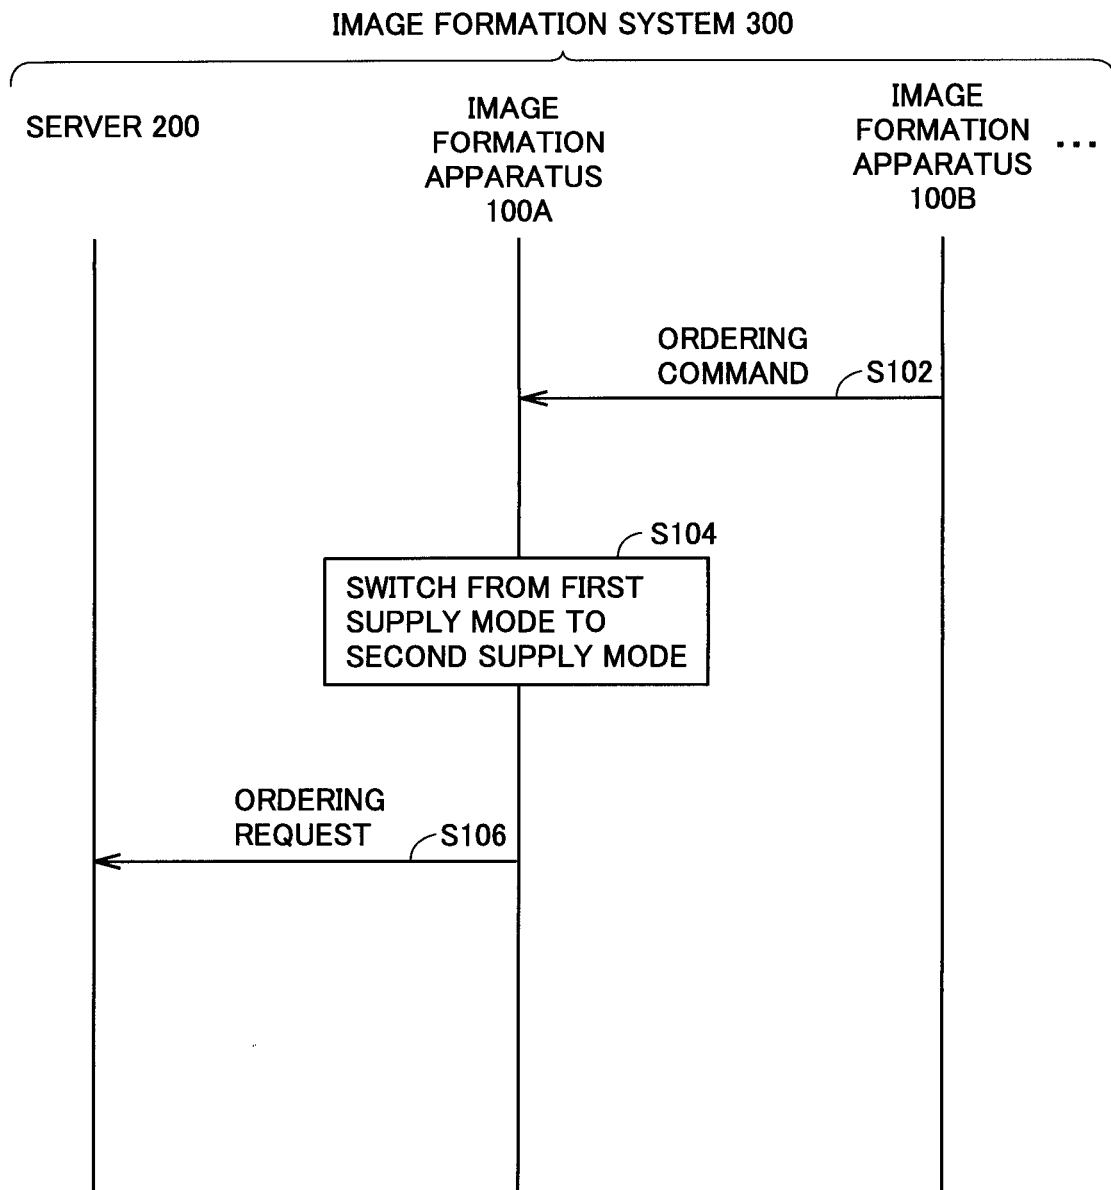 IMAGE FORMATION SYSTEM 300
SERVER 200
IMAGE
FORMATION
APPARATUS
100A
IMAGE
FORMATION
APPARATUS
100B
...
ORDERING
COMMAND
S102
S104
SWITCH FROM FIRST
SUPPLY MODE TO
SECOND SUPPLY MODE
ORDERING
REQUEST
S106